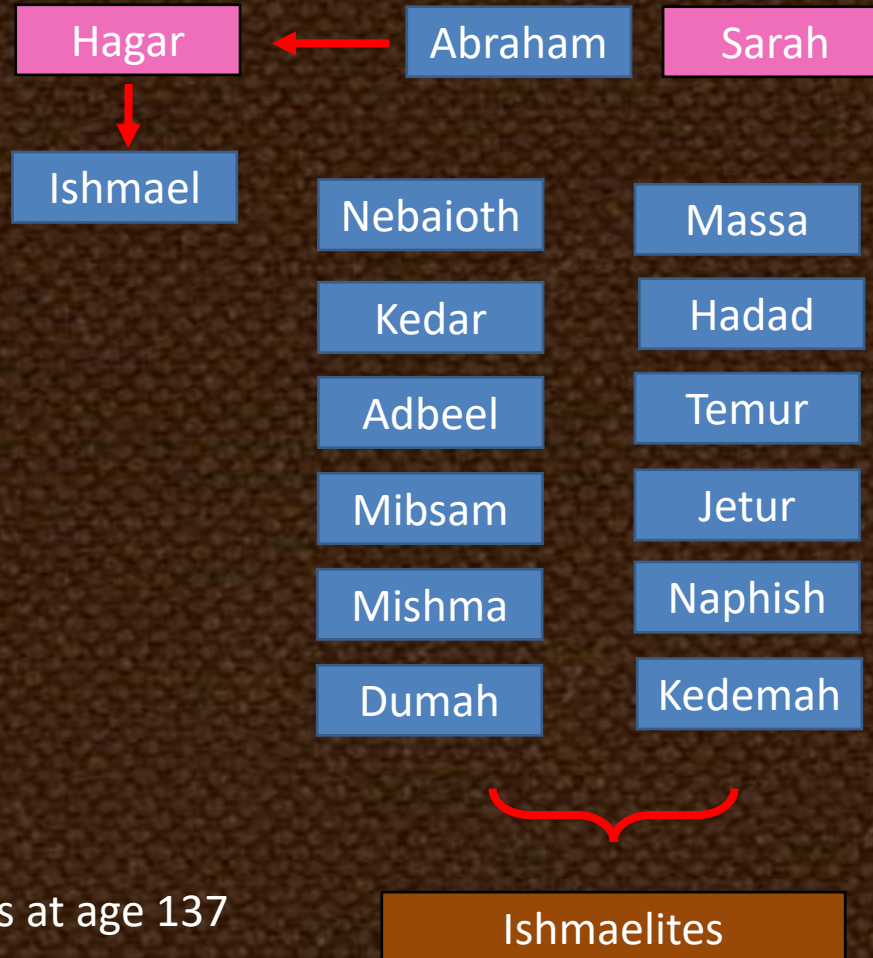 Hagar
Abraham
Sarah
Ishmael
Nebaioth
Kedar
Adbeel
Mibsam
Mishma
Dumah
Massa
Hadad
Temur
Jetur
Naphish
Kedemah
s at age 137
Ishmaelites